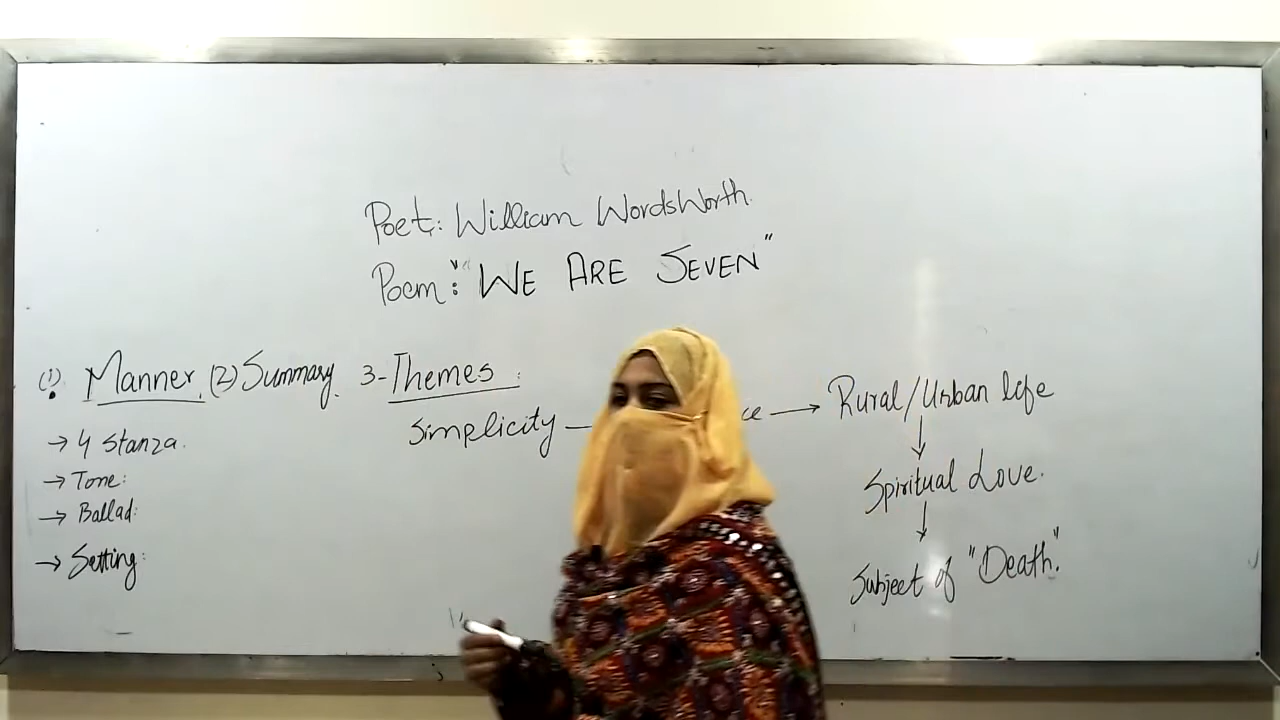 Poet: William WordsWorth.
Poem: "WE ARE SEVEN"
(1) Manner. (2) Summary. 3- Themes:
→ 4 Stanza.
→ Tone:
→ Ballad:
→ Setting:
Simplicity — → Rural/Urban life
↓
Spiritual Love.
↓
Subject of "Death."